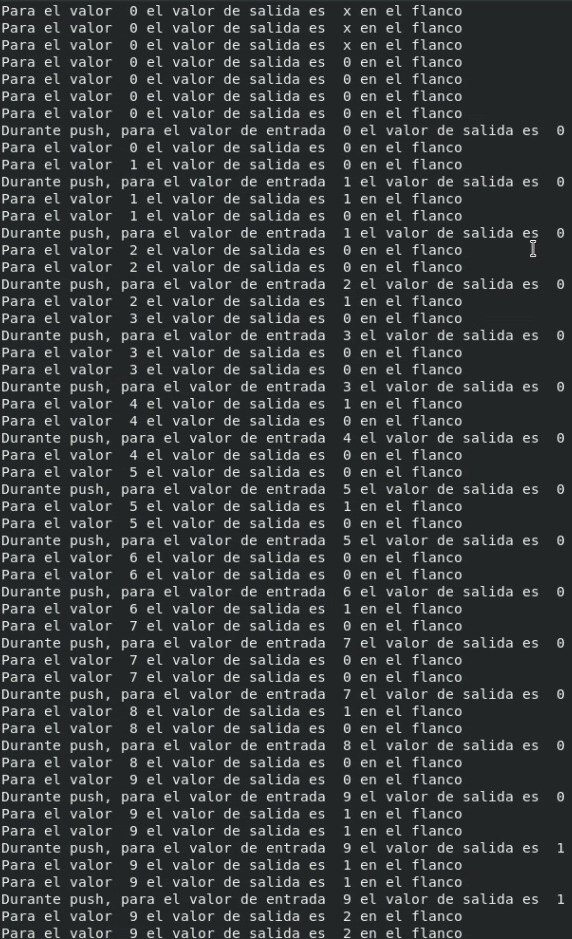 Para el valor  0 el valor de salida es  x en el flanco
Para el valor  0 el valor de salida es  x en el flanco
Para el valor  0 el valor de salida es  x en el flanco
Para el valor  0 el valor de salida es  0 en el flanco
Para el valor  0 el valor de salida es  0 en el flanco
Para el valor  0 el valor de salida es  0 en el flanco
Para el valor  0 el valor de salida es  0 en el flanco
Durante push, para el valor de entrada  0 el valor de salida es  0
Para el valor  0 el valor de salida es  0 en el flanco
Para el valor  1 el valor de salida es  0 en el flanco
Durante push, para el valor de entrada  1 el valor de salida es  0
Para el valor  1 el valor de salida es  1 en el flanco
Para el valor  1 el valor de salida es  0 en el flanco
Durante push, para el valor de entrada  1 el valor de salida es  0
Para el valor  2 el valor de salida es  0 en el flanco
Para el valor  2 el valor de salida es  0 en el flanco
Durante push, para el valor de entrada  2 el valor de salida es  0
Para el valor  2 el valor de salida es  1 en el flanco
Para el valor  3 el valor de salida es  0 en el flanco
Durante push, para el valor de entrada  3 el valor de salida es  0
Para el valor  3 el valor de salida es  0 en el flanco
Para el valor  3 el valor de salida es  0 en el flanco
Durante push, para el valor de entrada  3 el valor de salida es  0
Para el valor  4 el valor de salida es  1 en el flanco
Para el valor  4 el valor de salida es  0 en el flanco
Durante push, para el valor de entrada  4 el valor de salida es  0
Para el valor  4 el valor de salida es  0 en el flanco
Para el valor  5 el valor de salida es  0 en el flanco
Durante push, para el valor de entrada  5 el valor de salida es  0
Para el valor  5 el valor de salida es  1 en el flanco
Para el valor  5 el valor de salida es  0 en el flanco
Durante push, para el valor de entrada  5 el valor de salida es  0
Para el valor  6 el valor de salida es  0 en el flanco
Para el valor  6 el valor de salida es  0 en el flanco
Durante push, para el valor de entrada  6 el valor de salida es  0
Para el valor  6 el valor de salida es  1 en el flanco
Para el valor  7 el valor de salida es  0 en el flanco
Durante push, para el valor de entrada  7 el valor de salida es  0
Para el valor  7 el valor de salida es  0 en el flanco
Para el valor  7 el valor de salida es  0 en el flanco
Durante push, para el valor de entrada  7 el valor de salida es  0
Para el valor  8 el valor de salida es  1 en el flanco
Para el valor  8 el valor de salida es  0 en el flanco
Durante push, para el valor de entrada  8 el valor de salida es  0
Para el valor  8 el valor de salida es  0 en el flanco
Para el valor  9 el valor de salida es  0 en el flanco
Durante push, para el valor de entrada  9 el valor de salida es  0
Para el valor  9 el valor de salida es  1 en el flanco
Para el valor  9 el valor de salida es  1 en el flanco
Durante push, para el valor de entrada  9 el valor de salida es  1
Para el valor  9 el valor de salida es  1 en el flanco
Para el valor  9 el valor de salida es  1 en el flanco
Durante push, para el valor de entrada  9 el valor de salida es  1
Para el valor  9 el valor de salida es  2 en el flanco
Para el valor  9 el valor de salida es  2 en el flanco